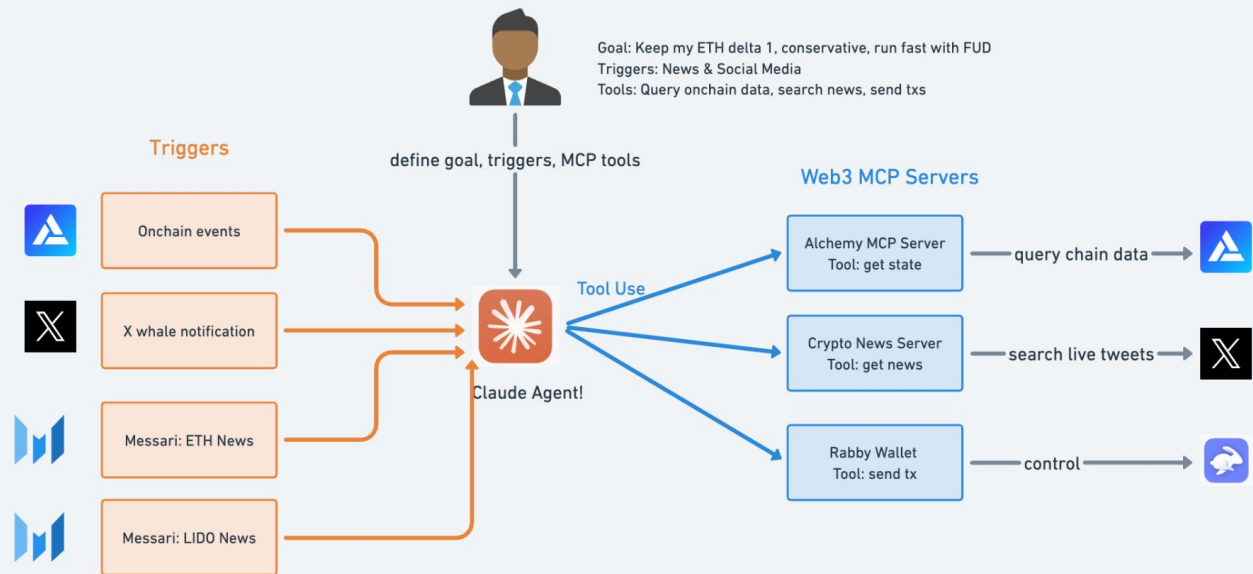 Goal: Keep my ETH delta 1, conservative, run fast with FUD
Triggers: News & Social Media
Tools: Query onchain data, search news, send txs
define goal, triggers, MCP tools
Triggers
Onchain events
X whale notification
Messari: ETH News
Messari: LIDO News
Claude Agent!
Tool Use
Web3 MCP Servers
Alchemy MCP Server
Tool: get state
query chain data
Crypto News Server
Tool: get news
search live tweets
Rabby Wallet
Tool: send tx
control